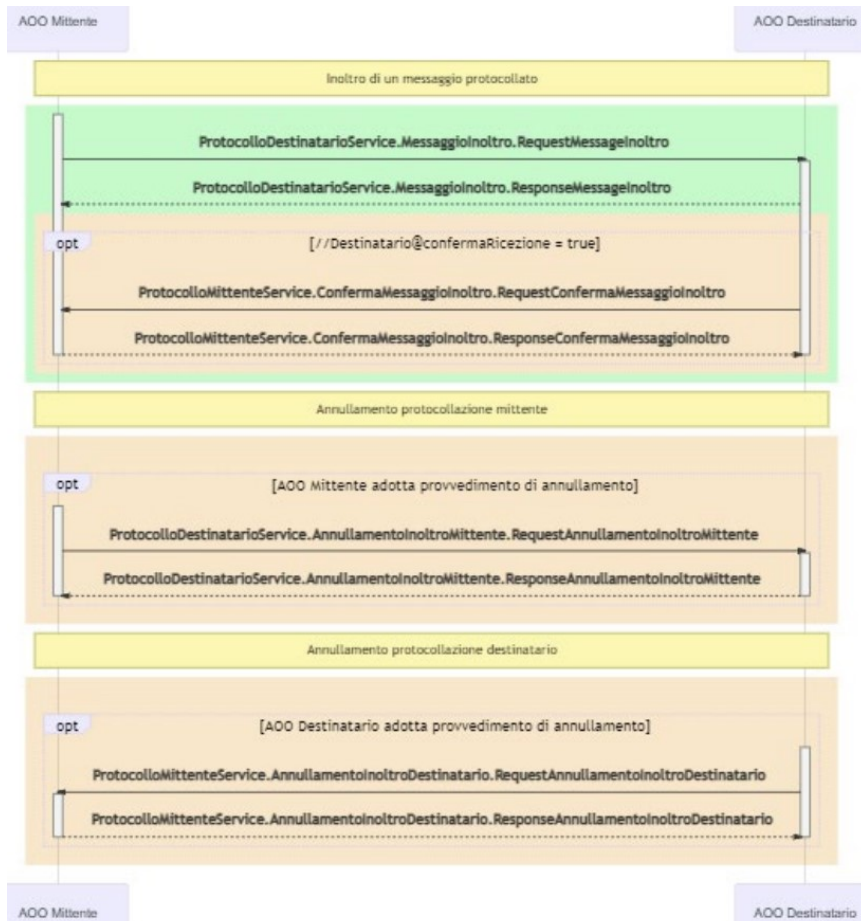 AOO Mittente
AOO Destinatario
Inoltro di un messaggio protocollato
ProtocolloDestinatarioService.MessaggioInoltro.RequestMessageInoltro
ProtocolloDestinatarioService.MessaggioInoltro.ResponseMessageInoltro
opt
[//Destinatario@confermaRicezione = true]
ProtocolloMittenteService.ConfermaMessaggioInoltro.RequestConfermaMessaggioInoltro
ProtocolloMittenteService.ConfermaMessaggioInoltro.ResponseConfermaMessaggioInoltro
Annullamento protocollazione mittente
opt
[AOO Mittente adotta provvedimento di annullamento]
ProtocolloDestinatarioService.AnnullamentoInoltroMittente.RequestAnnullamentoInoltroMittente
ProtocolloDestinatarioService.AnnullamentoInoltroMittente.ResponseAnnullamentoInoltroMittente
Annullamento protocollazione destinatario
opt
[AOO Destinatario adotta provvedimento di annullamento]
ProtocolloMittenteService.AnnullamentoInoltroDestinatario.RequestAnnullamentoInoltroDestinatario
ProtocolloMittenteService.AnnullamentoInoltroDestinatario.ResponseAnnullamentoInoltroDestinatario
AOO Mittente
AOO Destinatario